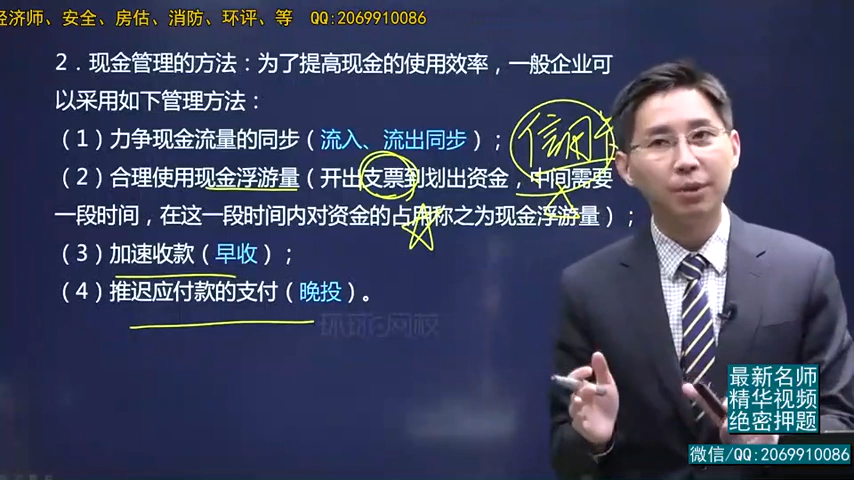 经济师、安全、房估、消防、环评、等 QQ:2069910086
2．现金管理的方法：为了提高现金的使用效率，一般企业可
以采用如下管理方法：
（1）力争现金流量的同步（流入、流出同步）；
信用卡
（2）合理使用现金浮游量（开出支票到划出资金，中间需要
一段时间，在这一段时间内对资金的占用称之为现金浮游量）；
（3）加速收款（早收）；
（4）推迟应付款的支付（晚投）。
环球网校
最新名师
精华视频
绝密押题
微信/QQ:2069910086